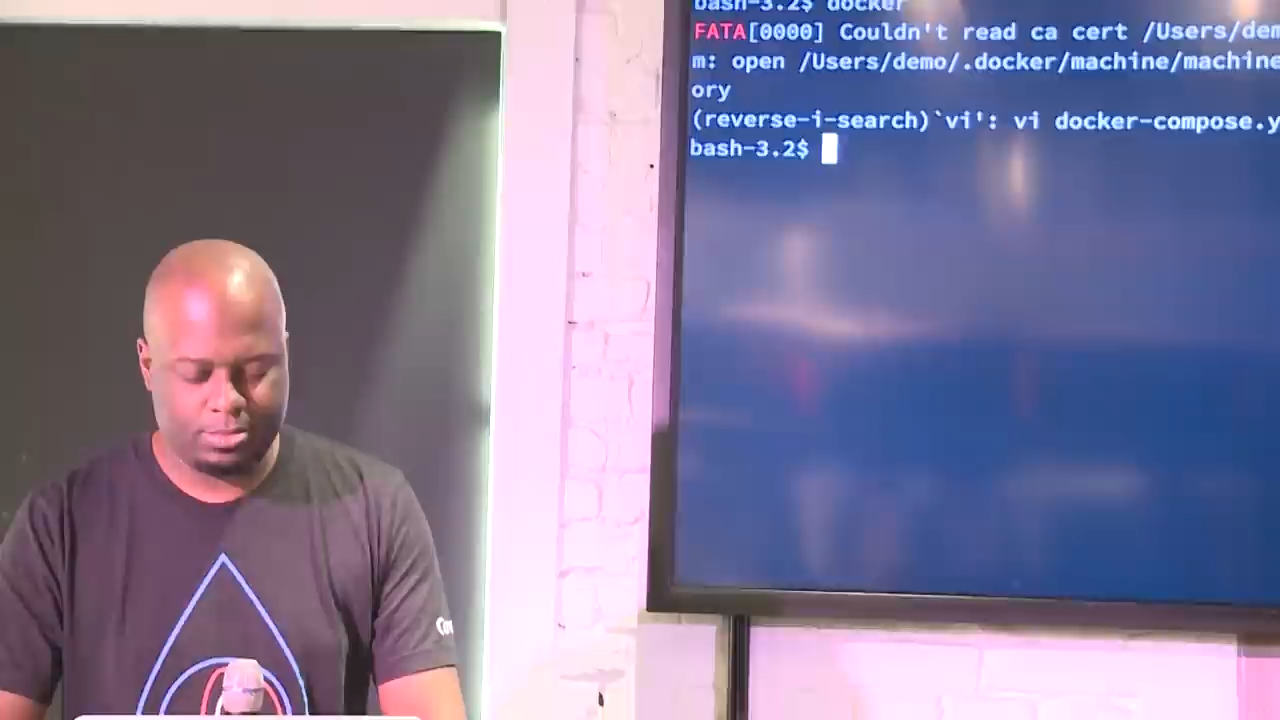 bash-3.2$ docker
FATA[0000] Couldn't read ca cert /Users/dem
m: open /Users/demo/.docker/machine/machine
ory
(reverse-i-search)`vi': vi docker-compose.y
bash-3.2$